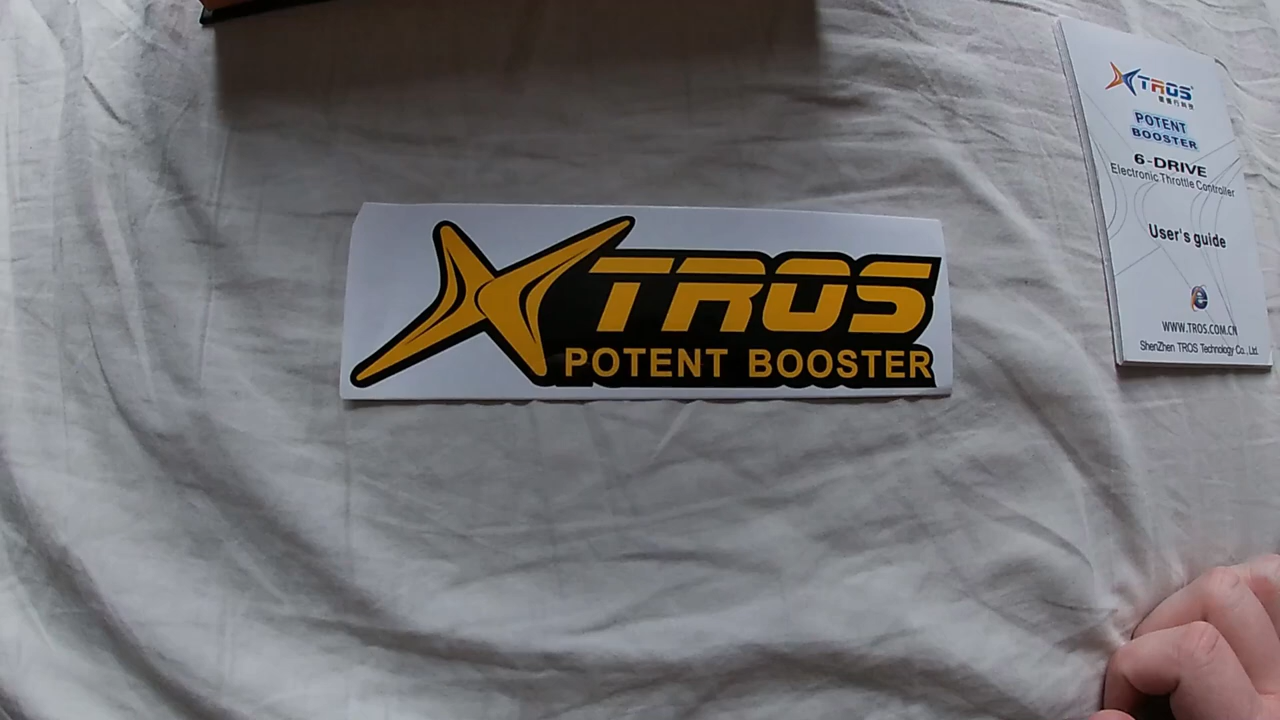 TROS
POTENT BOOSTER
TROS
POTENT
BOOSTER
6-DRIVE
Electronic Throttle Controller
User's guide
WWW.TROS.COM.CN
ShenZhen TROS Technology Co., Ltd.